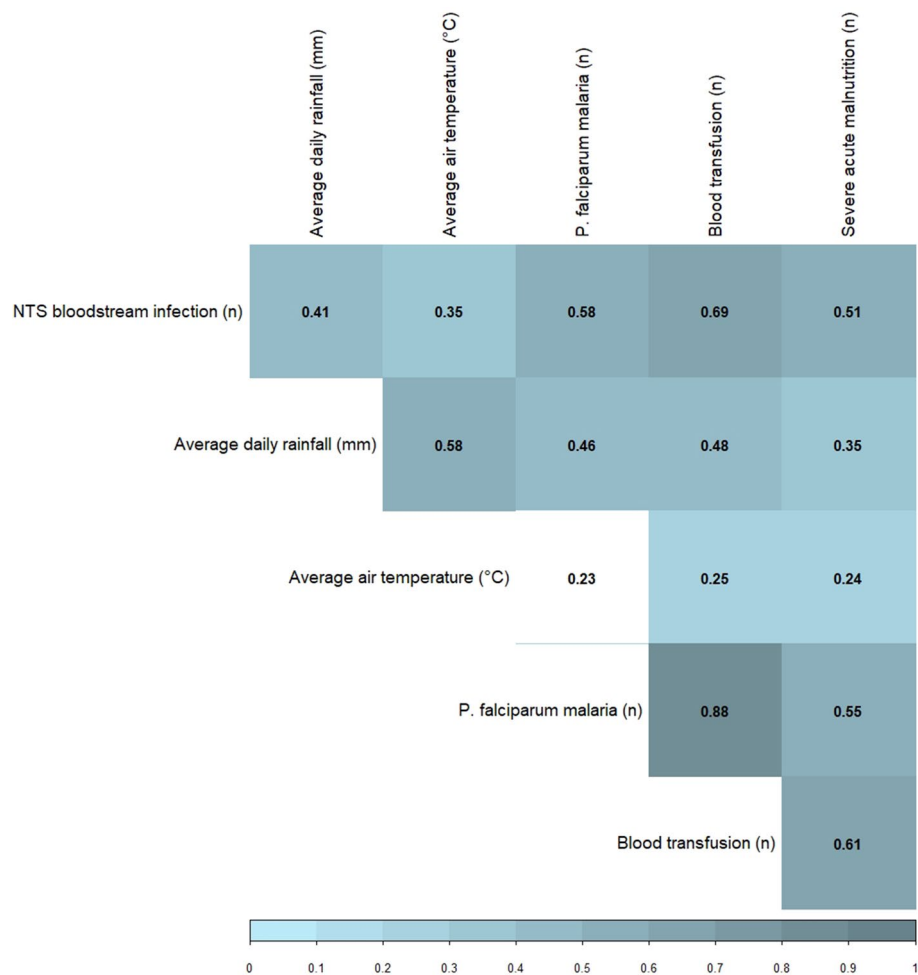 Average daily rainfall (mm)
Average air temperature (°C)
P. falciparum malaria (n)
Blood transfusion (n)
Severe acute malnutrition (n)
NTS bloodstream infection (n)
0.41
0.35
0.58
0.69
0.51
Average daily rainfall (mm)
0.58
0.46
0.48
0.35
Average air temperature (°C)
0.23
0.25
0.24
P. falciparum malaria (n)
0.88
0.55
Blood transfusion (n)
0.61
0 0.1 0.2 0.3 0.4 0.5 0.6 0.7 0.8 0.9 1